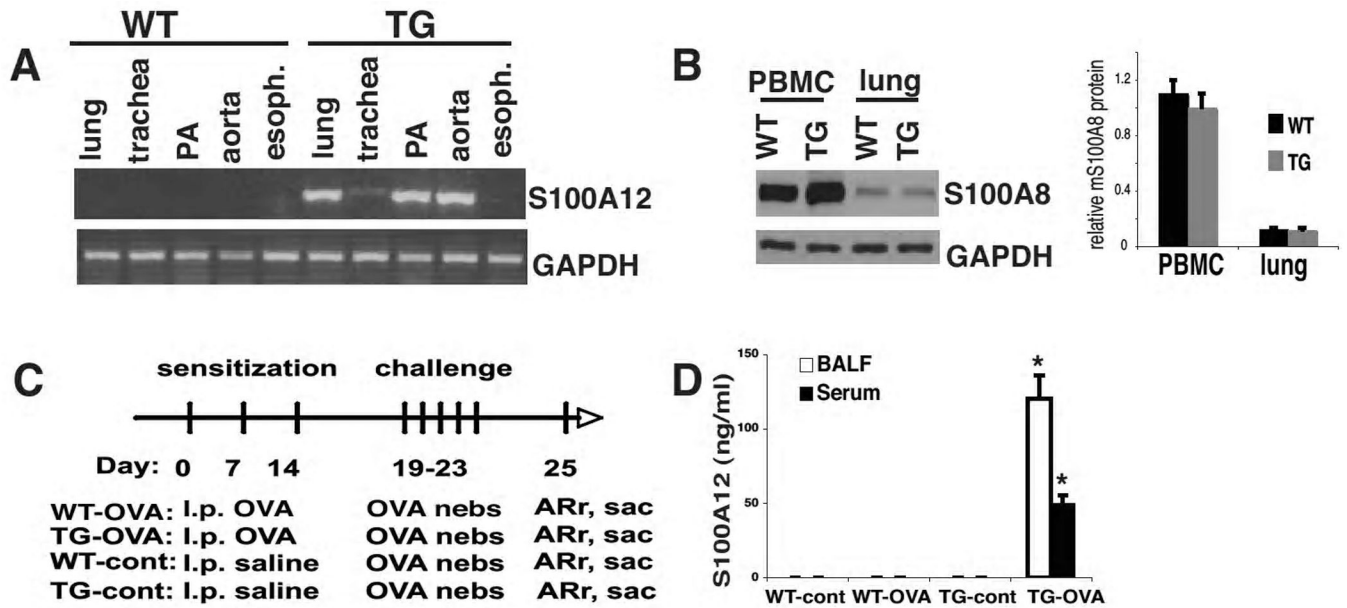 A
WT TG
lung trachea PA aorta esoph. lung trachea PA aorta esoph.
S100A12
GAPDH
B
PBMC lung
WT TG WT TG
S100A8
GAPDH
relative mS100A8 protein
1.2
0.8
0.4
0
WT
TG
PBMC lung
C
sensitization challenge
Day: 0 7 14 19-23 25
WT-OVA: I.p. OVA OVA nebs ARr, sac
TG-OVA: I.p. OVA OVA nebs ARr, sac
WT-cont: I.p. saline OVA nebs ARr, sac
TG-cont: I.p. saline OVA nebs ARr, sac
D
S100A12 (ng/ml)
150
100
50
0
BALF
Serum
*
*
WT-cont WT-OVA TG-cont TG-OVA